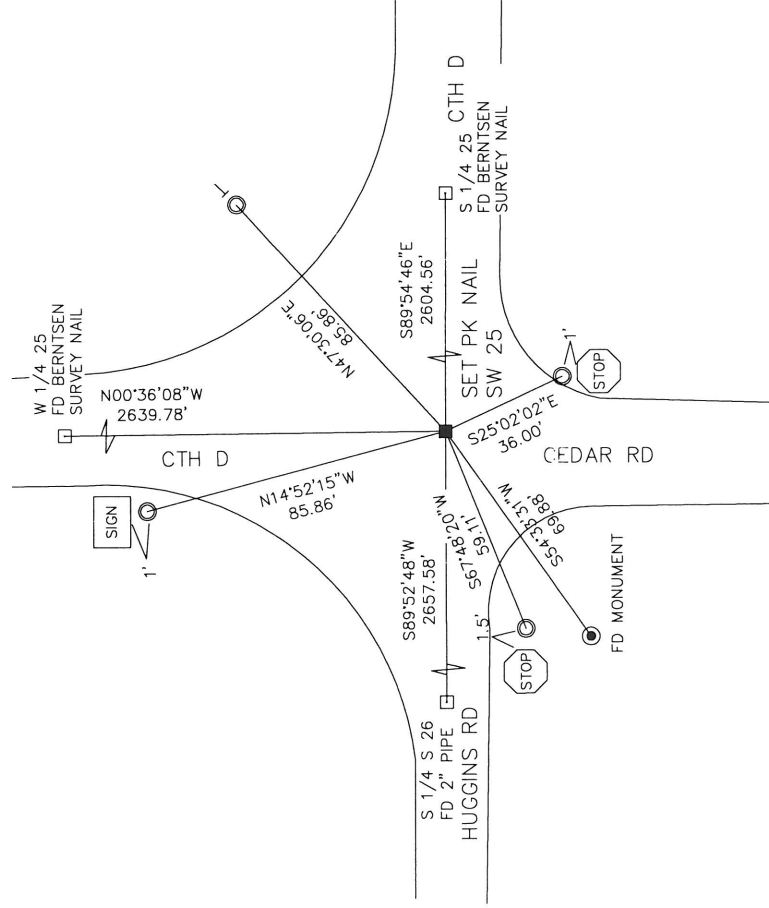 W 1/4 25
FD BERNTSEN
SURVEY NAIL
N00°36'08"W
2639.78'
CTH D
SIGN
1'
N14°52'15"W
85.86'
N47°30'06"E
85.86'
S89°54'46"E
2604.56'
S 1/4 25
FD BERNTSEN
SURVEY NAIL
CTH D
SET PK NAIL
SW 25
S25°02'02"E
36.00'
1'
STOP
CEDAR RD
S54°33'31"W
69.88'
FD MONUMENT
S67°48'20"W
59.11'
1.5'
STOP
S89°52'48"W
2657.58'
S 1/4 S 26
FD 2" PIPE
HUGGINS RD